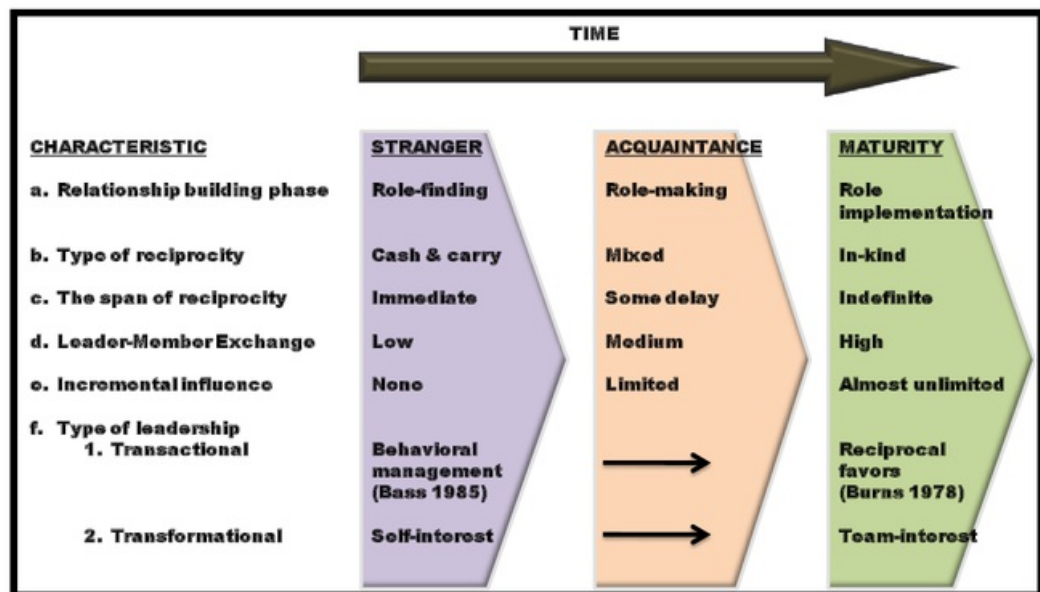 TIME
CHARACTERISTIC STRANGER ACQUAINTANCE MATURITY
a. Relationship building phase Role-finding Role-making Role
implementation
b. Type of reciprocity Cash & carry Mixed In-kind
c. The span of reciprocity Immediate Some delay Indefinite
d. Leader-Member Exchange Low Medium High
e. Incremental influence None Limited Almost unlimited
f. Type of leadership
1. Transactional Behavioral Reciprocal
management favors
(Bass 1985) (Burns 1978)
2. Transformational Self-interest Team-interest